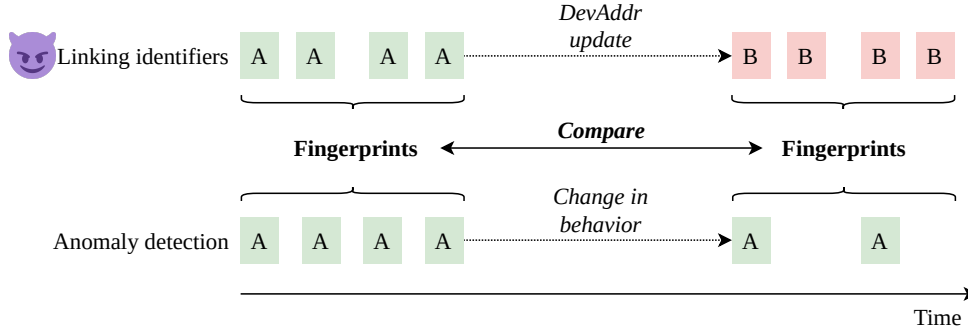 DevAddr
update
Linking identifiers A A A A B B B B
Compare
Fingerprints Fingerprints
Change in
behavior
Anomaly detection A A A A A A
Time